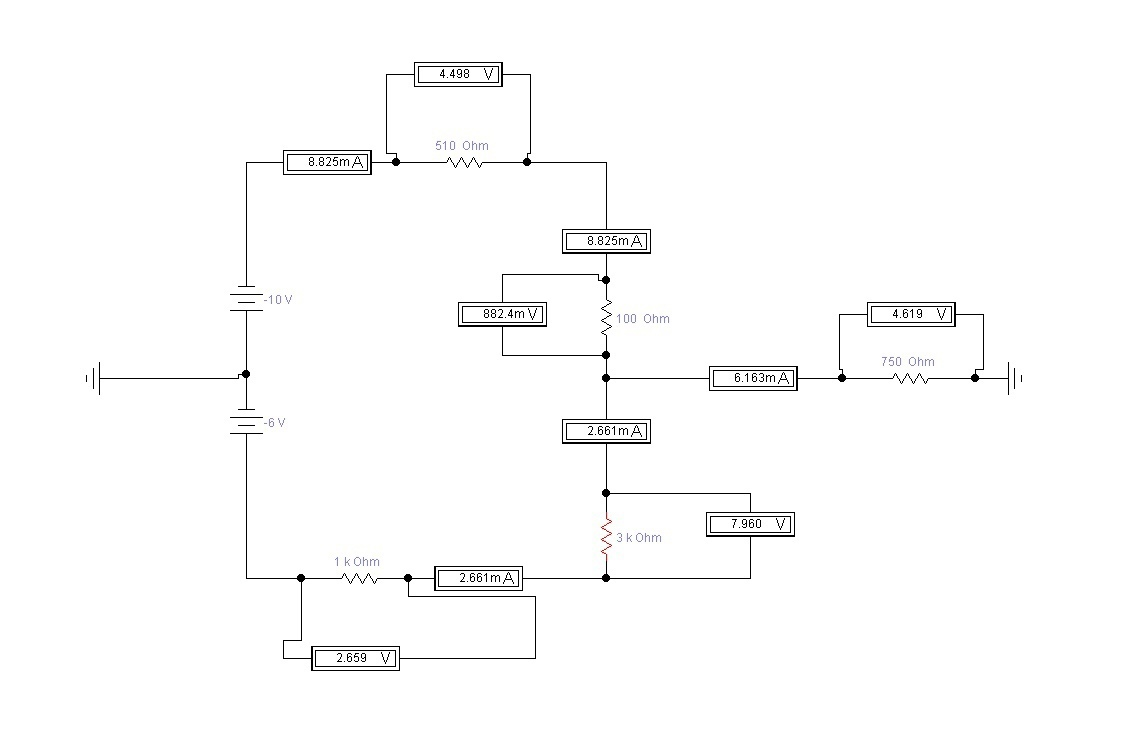 4.498 V
510 Ohm
8.825m A
8.825m A
-10 V
882.4m V
100 Ohm
4.619 V
750 Ohm
6.163m A
-6 V
2.661m A
7.960 V
3 k Ohm
1 k Ohm
2.661m A
2.659 V